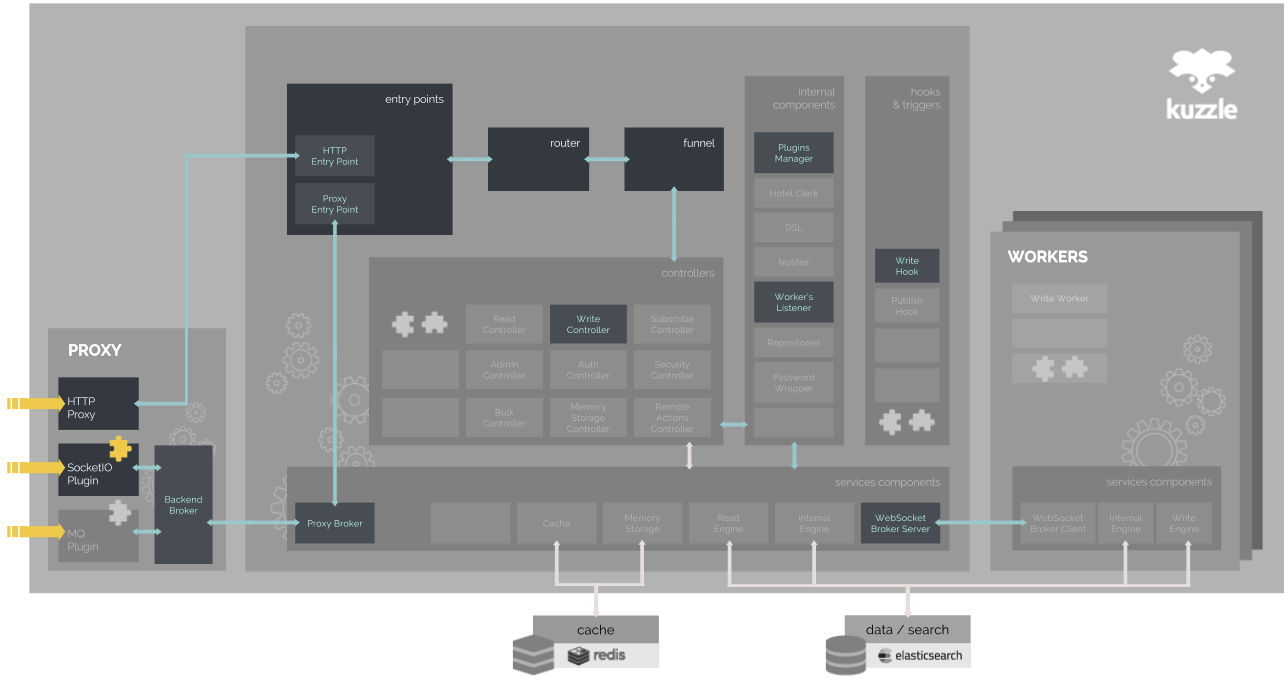 kuzzle
entry points
HTTP
Entry Point
Proxy
Entry Point
router
funnel
internal
components
Plugins
Manager
Hotel Clerk
DSL
Notifier
Worker's
Listener
Repositories
Password
Wrapper
hooks
& triggers
Write
Hook
Publish
Hook
controllers
Read
Controller
Write
Controller
Subscribe
Controller
Admin
Controller
Auth
Controller
Security
Controller
Bulk
Controller
Memory
Storage
Controller
Remote
Actions
Controller
WORKERS
Write Worker
services components
WebSocket
Broker Client
Internal
Engine
Write
Engine
PROXY
HTTP
Proxy
SocketIO
Plugin
MQ
Plugin
Backend
Broker
services components
Proxy Broker
Cache
Memory
Storage
Read
Engine
Internal
Engine
WebSocket
Broker Server
cache
redis
data / search
elasticsearch